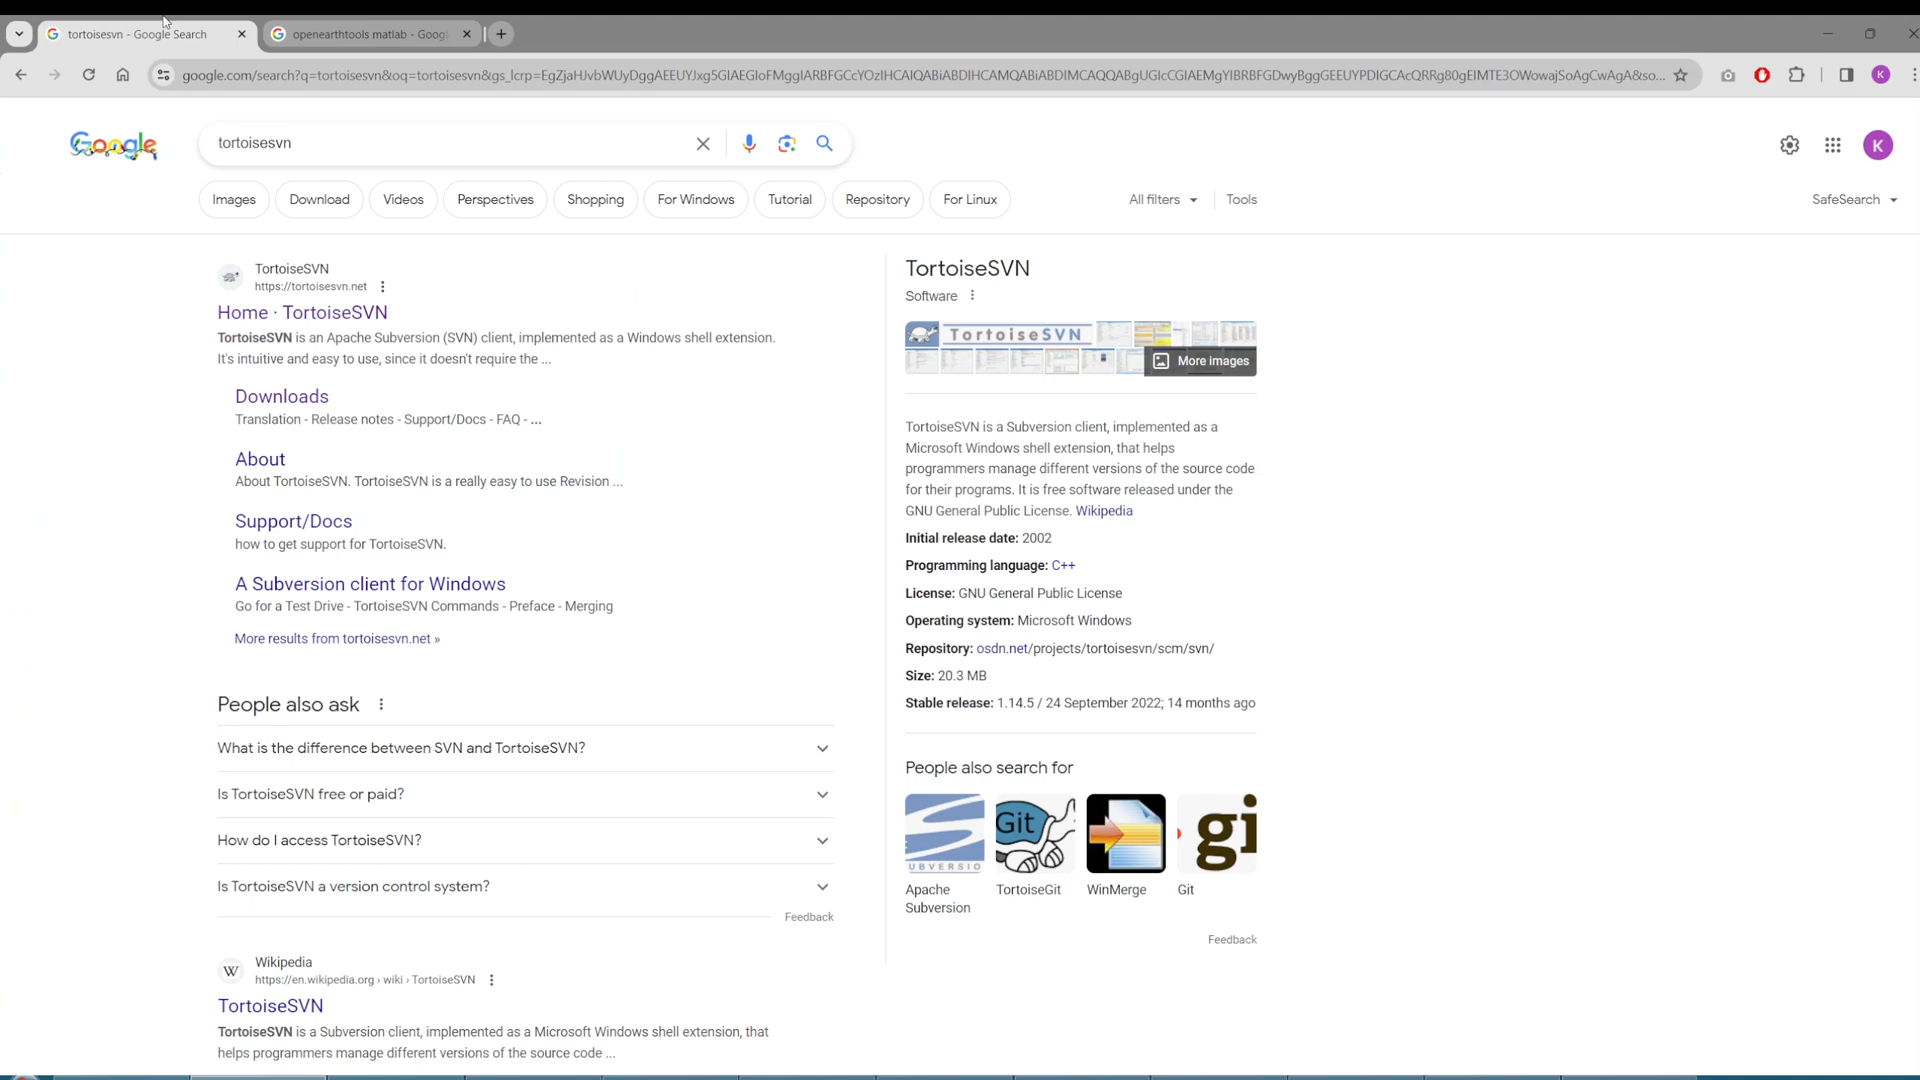 tortoisesvn - Google Search
openearthtools matlab - Goog
google.com/search?q=tortoisesvn&oq=tortoisesvn&gs_lcrp=
K
Google
tortoisesvn
K
Images
Download
Videos
Perspectives
Shopping
For Windows
Tutorial
Repository
For Linux
All filters
Tools
SafeSearch
TortoiseSVN
https://tortoisesvn.net
Home · TortoiseSVN
TortoiseSVN is an Apache Subversion (SVN) client, implemented as a Windows shell extension.
It's intuitive and easy to use, since it doesn't require the ...
Downloads
Translation - Release notes - Support/Docs - FAQ - ...
About
About TortoiseSVN. TortoiseSVN is a really easy to use Revision ...
Support/Docs
how to get support for TortoiseSVN.
A Subversion client for Windows
Go for a Test Drive - TortoiseSVN Commands - Preface - Merging
More results from tortoisesvn.net »
People also ask
What is the difference between SVN and TortoiseSVN?
Is TortoiseSVN free or paid?
How do I access TortoiseSVN?
Is TortoiseSVN a version control system?
Feedback
W
Wikipedia
https://en.wikipedia.org › wiki › TortoiseSVN
TortoiseSVN
TortoiseSVN is a Subversion client, implemented as a Microsoft Windows shell extension, that
helps programmers manage different versions of the source code ...
TortoiseSVN
Software
TortoiseSVN
More images
TortoiseSVN is a Subversion client, implemented as a
Microsoft Windows shell extension, that helps
programmers manage different versions of the source code
for their programs. It is free software released under the
GNU General Public License. Wikipedia
Initial release date: 2002
Programming language: C++
License: GNU General Public License
Operating system: Microsoft Windows
Repository: osdn.net/projects/tortoisesvn/scm/svn/
Size: 20.3 MB
Stable release: 1.14.5 / 24 September 2022; 14 months ago
People also search for
UBVERSIO
Git
gi
Apache
Subversion
TortoiseGit
WinMerge
Git
Feedback